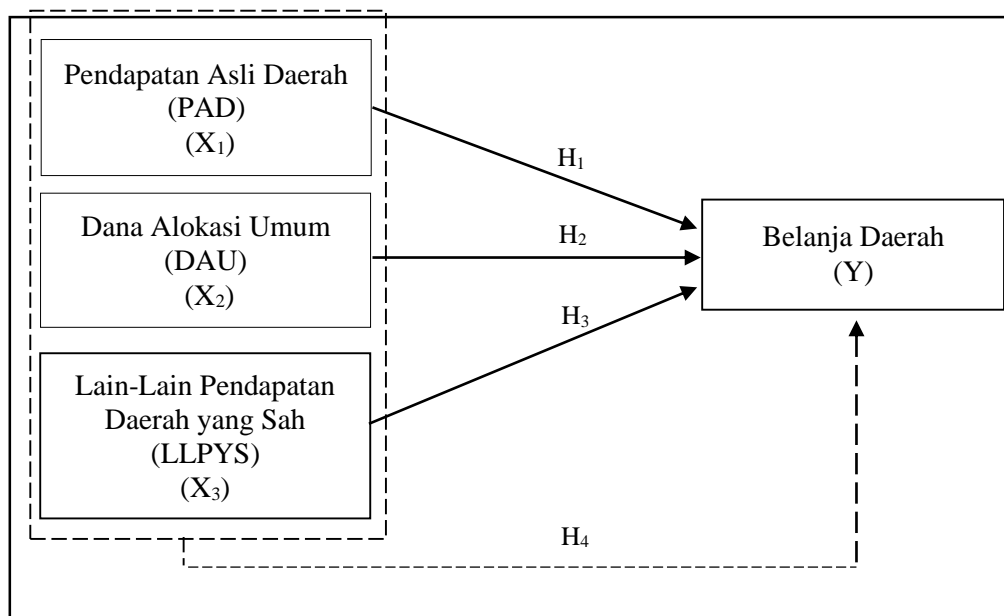 Pendapatan Asli Daerah
(PAD)
(X₁)
H₁
Dana Alokasi Umum
(DAU)
(X₂)
H₂
Belanja Daerah
(Y)
H₃
Lain-Lain Pendapatan
Daerah yang Sah
(LLPYS)
(X₃)
H₄